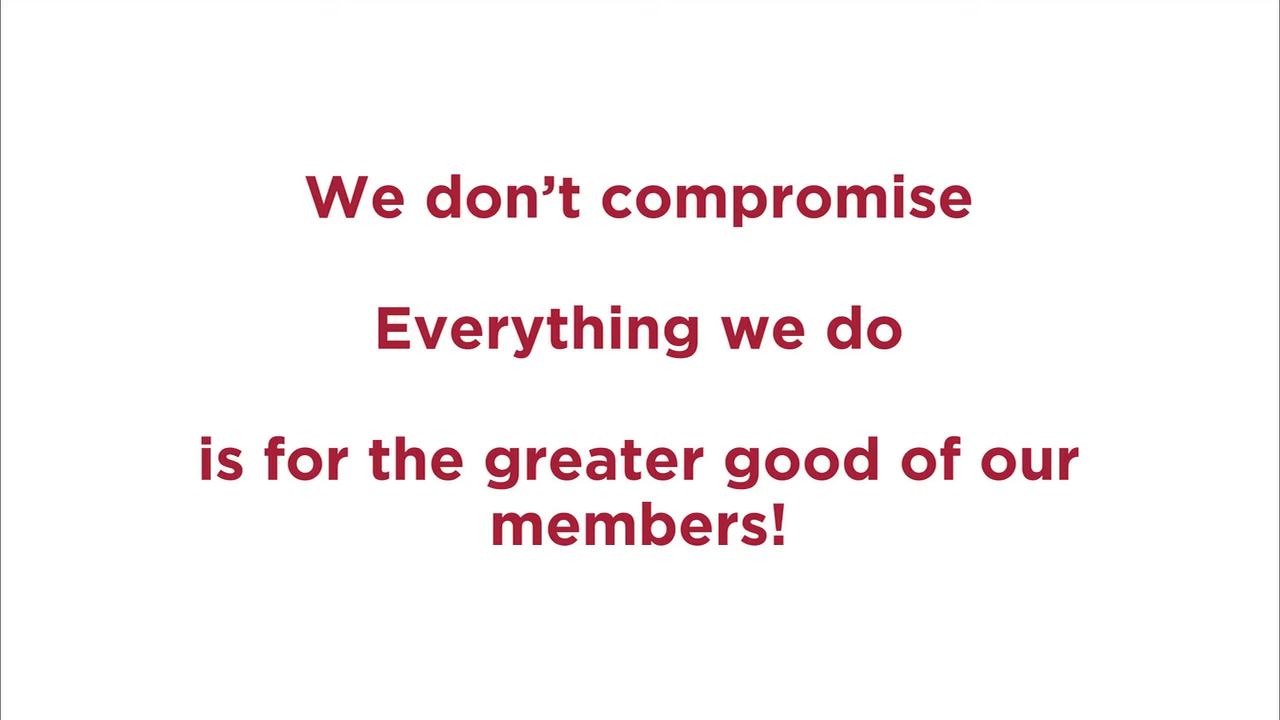 We don’t compromise
Everything we do
is for the greater good of our
members!